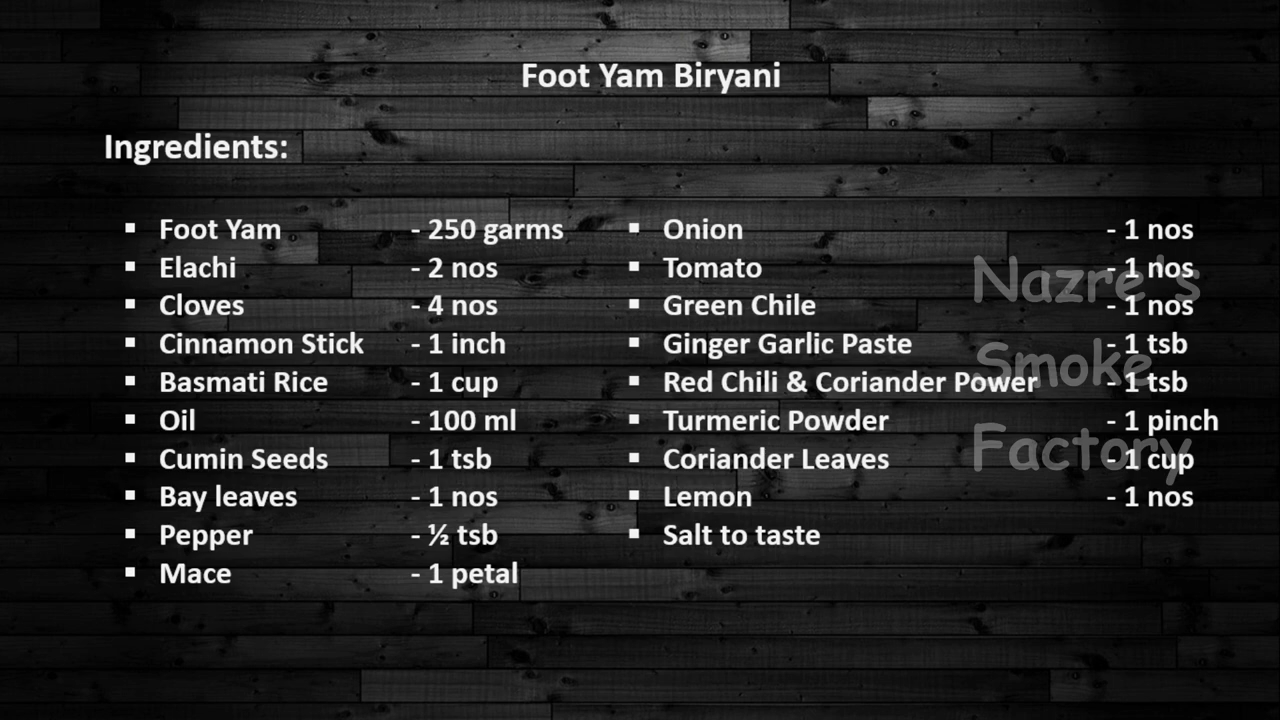 Foot Yam Biryani
Ingredients:
▪ Foot Yam - 250 garms
▪ Elachi - 2 nos
▪ Cloves - 4 nos
▪ Cinnamon Stick - 1 inch
▪ Basmati Rice - 1 cup
▪ Oil - 100 ml
▪ Cumin Seeds - 1 tsb
▪ Bay leaves - 1 nos
▪ Pepper - ½ tsb
▪ Mace - 1 petal
▪ Onion - 1 nos
▪ Tomato - 1 nos
▪ Green Chile - 1 nos
▪ Ginger Garlic Paste - 1 tsb
▪ Red Chili & Coriander Power - 1 tsb
▪ Turmeric Powder - 1 pinch
▪ Coriander Leaves - 1 cup
▪ Lemon - 1 nos
▪ Salt to taste
Nazre's
Smoke
Factory